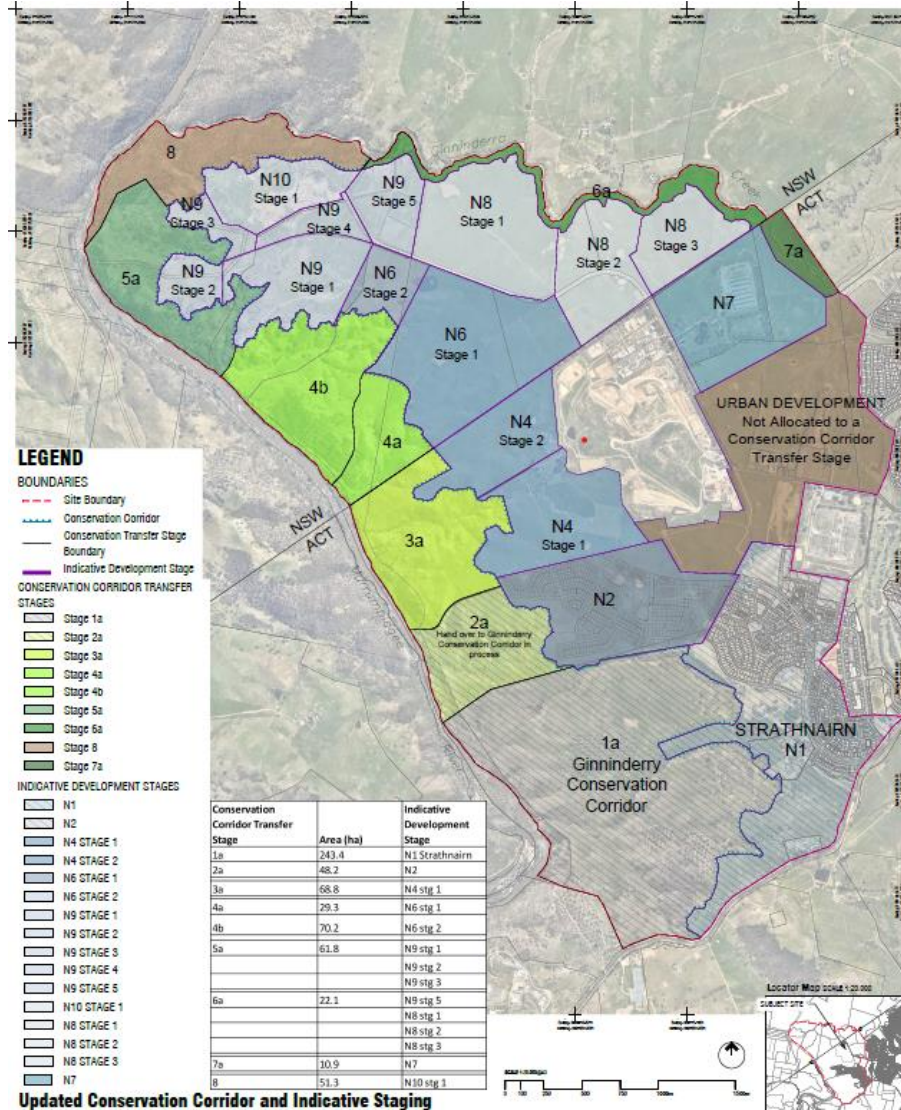 Ginninderra
Creek
8
N10
Stage 1
N9
Stage 5
N9
Stage 3
N9
Stage 4
N8
Stage 1
6a
N8
Stage 2
N8
Stage 3
NSW
ACT
7a
5a
N9
Stage 2
N9
Stage 1
N6
Stage 2
N7
N6
Stage 1
4b
4a
N4
Stage 2
URBAN DEVELOPMENT
Not Allocated to a
Conservation Corridor
Transfer Stage
NSW
ACT
3a
N4
Stage 1
N2
2a
Hand over to Ginninderry
Conservation Corridor in
process
1a
Ginninderry
Conservation
Corridor
STRATHNAIRN
N1
LEGEND
BOUNDARIES
Site Boundary
Conservation Corridor
Conservation Transfer Stage
Boundary
Indicative Development Stage
CONSERVATION CORRIDOR TRANSFER
STAGES
Stage 1a
Stage 2a
Stage 3a
Stage 4a
Stage 4b
Stage 5a
Stage 6a
Stage 8
Stage 7a
INDICATIVE DEVELOPMENT STAGES
N1
N2
N4 STAGE 1
N4 STAGE 2
N6 STAGE 1
N6 STAGE 2
N9 STAGE 1
N9 STAGE 2
N9 STAGE 3
N9 STAGE 4
N9 STAGE 5
N10 STAGE 1
N8 STAGE 1
N8 STAGE 2
N8 STAGE 3
N7
Conservation Corridor Transfer Stage Area (ha) Indicative Development Stage
1a 243.4 N1 Strathnairn
2a 48.2 N2
3a 68.8 N4 stg 1
4a 29.3 N6 stg 1
4b 70.2 N6 stg 2
5a 61.8 N9 stg 1
N9 stg 2
N9 stg 3
6a 22.1 N9 stg 5
N8 stg 1
N8 stg 2
N8 stg 3
7a 10.9 N7
8 51.3 N10 stg 1
Locator Map SCALE 1:20,000
SUBJECT SITE
Updated Conservation Corridor and Indicative Staging